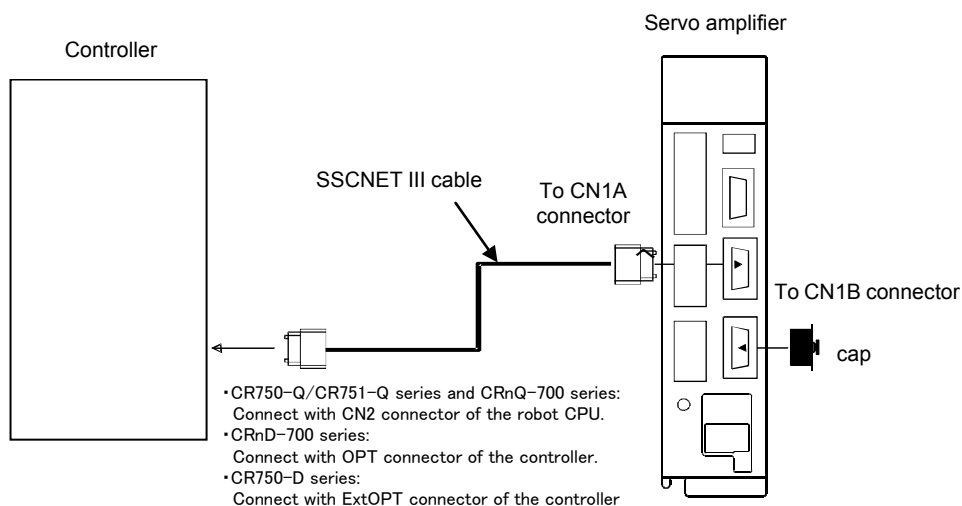 Servo amplifier
Controller
SSCNET III cable
To CN1A
connector
To CN1B connector
cap
・CR750-Q/CR751-Q series and CRnQ-700 series:
Connect with CN2 connector of the robot CPU.
・CRnD-700 series:
Connect with OPT connector of the controller.
・CR750-D series:
Connect with ExtOPT connector of the controller